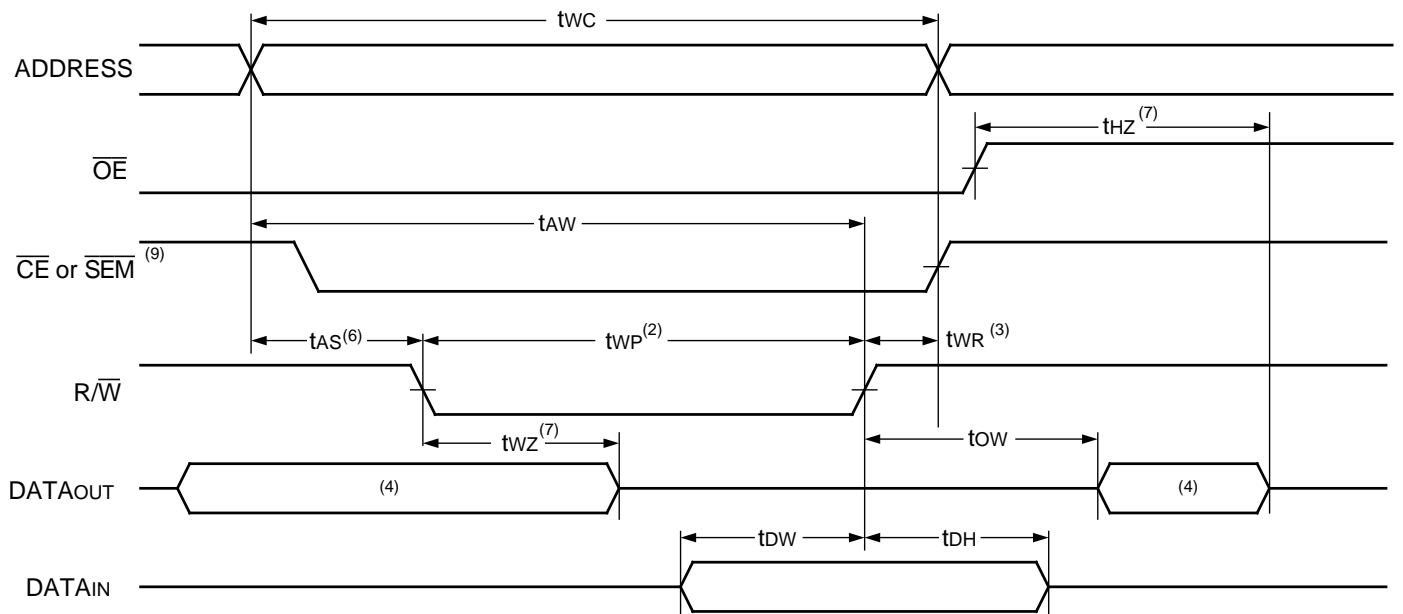 tWC
ADDRESS
tHZ (7)
OE
tAW
CE or SEM (9)
tAS(6)
tWP(2)
tWR (3)
R/W
tWZ(7)
tOW
DATAOUT
(4)
(4)
tDW
tDH
DATAIN